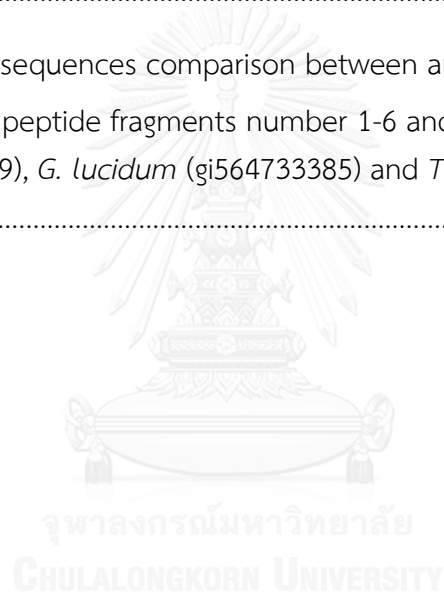 ................................................................
sequences comparison between a
peptide fragments number 1-6 and
9), G. lucidum (gi564733385) and T
................................................................
จุฬาลงกรณ์มหาวิทยาลัย
CHULALONGKORN UNIVERSITY